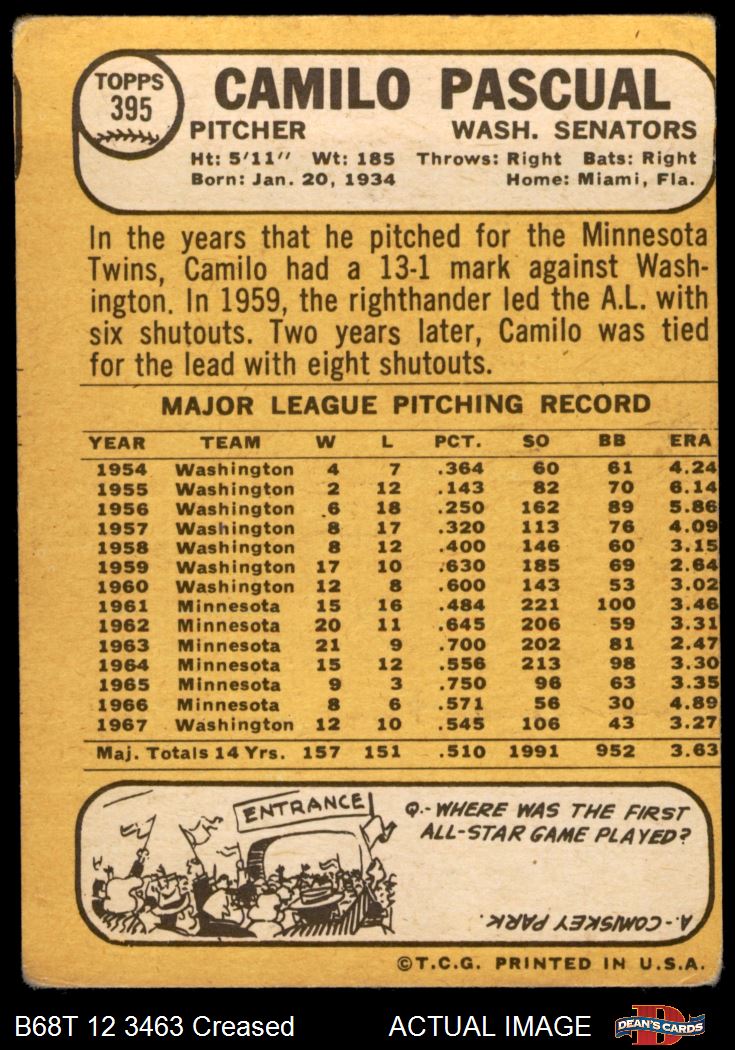 TOPPS
395
CAMILO PASCUAL
PITCHER WASH. SENATORS
Ht: 5'11" Wt: 185 Throws: Right Bats: Right
Born: Jan. 20, 1934 Home: Miami, Fla.
In the years that he pitched for the Minnesota
Twins, Camilo had a 13-1 mark against Wash-
ington. In 1959, the righthander led the A.L. with
six shutouts. Two years later, Camilo was tied
for the lead with eight shutouts.
MAJOR LEAGUE PITCHING RECORD
YEAR TEAM W L PCT. SO BB ERA
1954 Washington 4 7 .364 60 61 4.24
1955 Washington 2 12 .143 82 70 6.14
1956 Washington 6 18 .250 162 89 5.86
1957 Washington 8 17 .320 113 76 4.09
1958 Washington 8 12 .400 146 60 3.15
1959 Washington 17 10 .630 185 69 2.64
1960 Washington 12 8 .600 143 53 3.02
1961 Minnesota 15 16 .484 221 100 3.46
1962 Minnesota 20 11 .645 206 59 3.31
1963 Minnesota 21 9 .700 202 81 2.47
1964 Minnesota 15 12 .556 213 98 3.30
1965 Minnesota 9 3 .750 96 63 3.35
1966 Minnesota 8 6 .571 56 30 4.89
1967 Washington 12 10 .545 106 43 3.27
Maj. Totals 14 Yrs. 157 151 .510 1991 952 3.63
ENTRANCE
Q.- WHERE WAS THE FIRST
ALL-STAR GAME PLAYED?
A.- COMISKEY PARK.
©T.C.G. PRINTED IN U.S.A.
B68T 12 3463 Creased ACTUAL IMAGE
D
DEAN'S CARDS